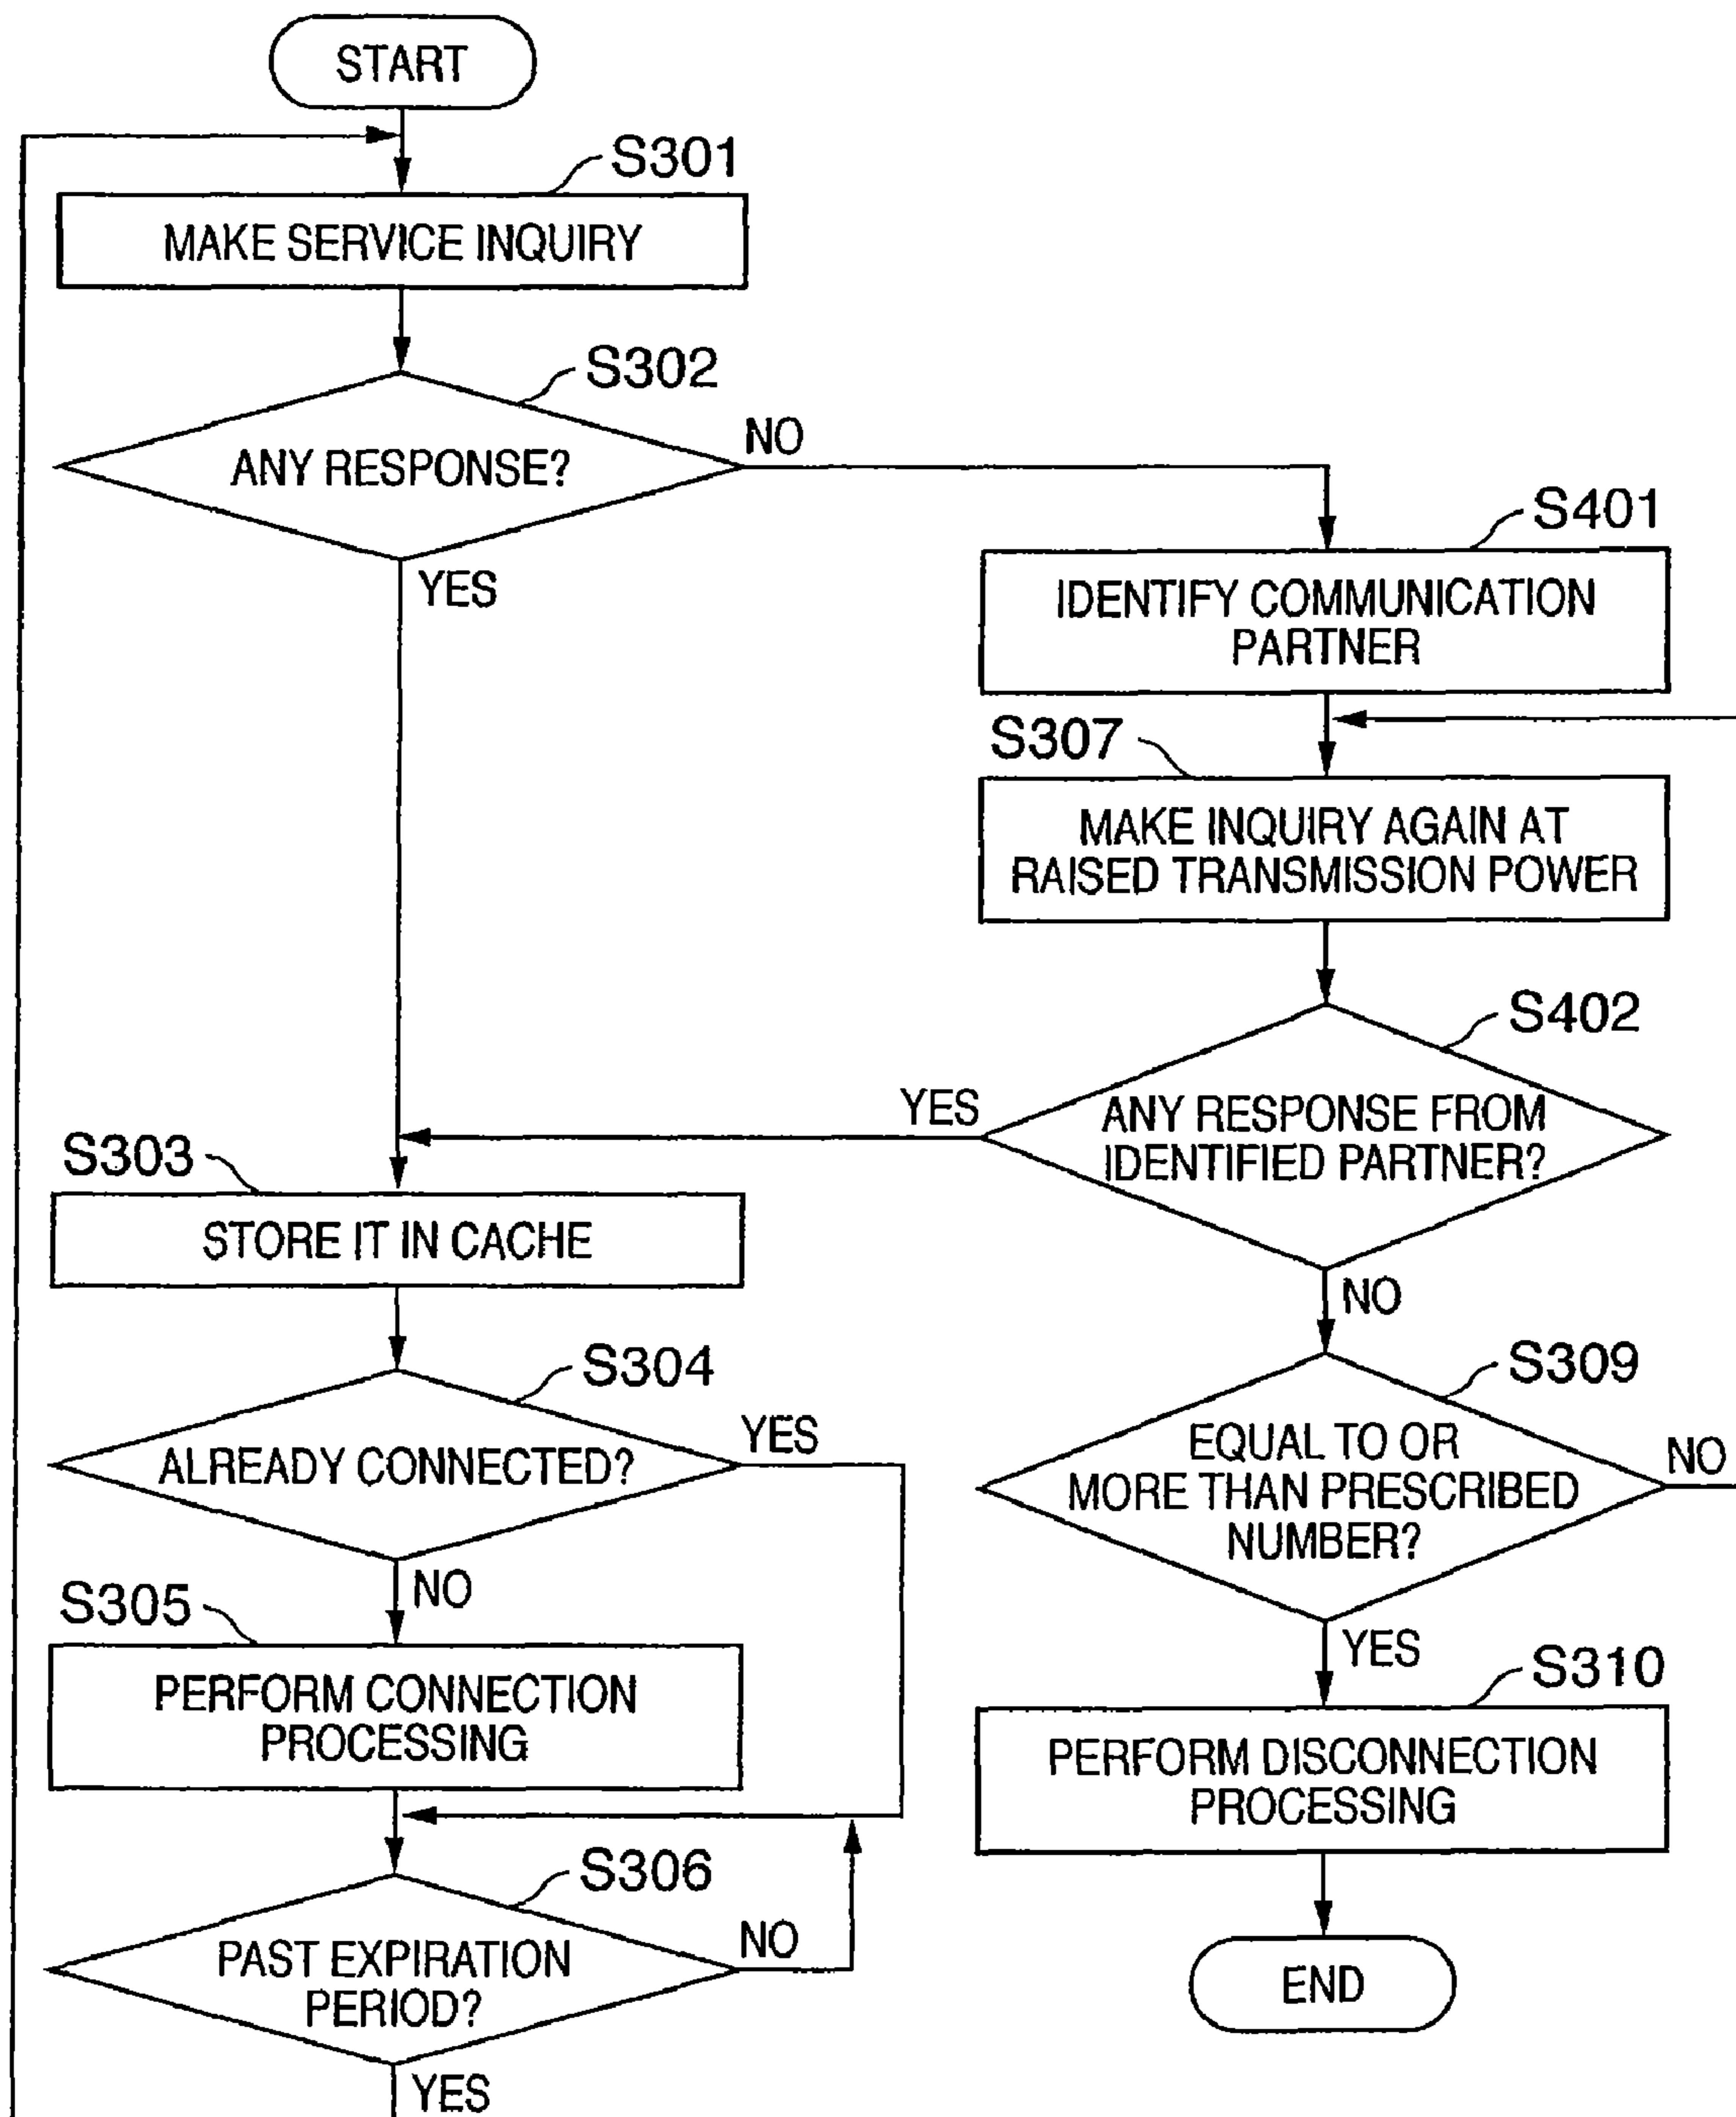 START
S301
MAKE SERVICE INQUIRY
S302
ANY RESPONSE?
NO
YES
S401
IDENTIFY COMMUNICATION
PARTNER
S307
MAKE INQUIRY AGAIN AT
RAISED TRANSMISSION POWER
S402
ANY RESPONSE FROM
IDENTIFIED PARTNER?
YES
NO
S303
STORE IT IN CACHE
S304
ALREADY CONNECTED?
YES
NO
S305
PERFORM CONNECTION
PROCESSING
S306
PAST EXPIRATION
PERIOD?
NO
YES
S309
EQUAL TO OR
MORE THAN PRESCRIBED
NUMBER?
NO
YES
S310
PERFORM DISCONNECTION
PROCESSING
END